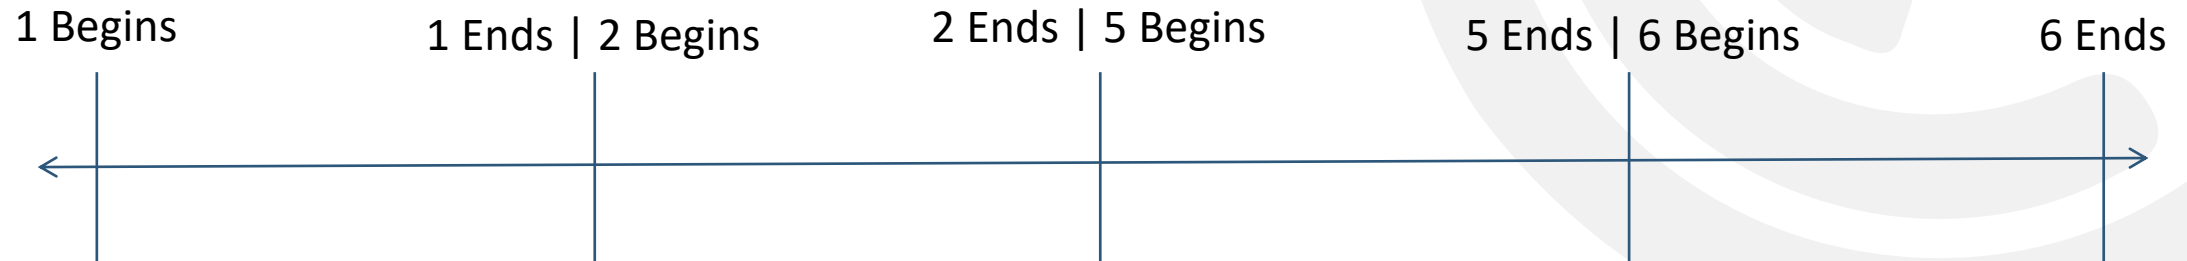 1 Begins
1 Ends | 2 Begins
2 Ends | 5 Begins
5 Ends | 6 Begins
6 Ends